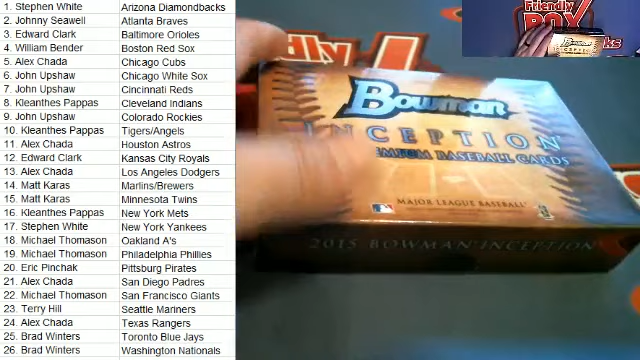 1. Stephen White Arizona Diamondbacks
2. Johnny Seawell Atlanta Braves
3. Edward Clark Baltimore Orioles
4. William Bender Boston Red Sox
5. Alex Chada Chicago Cubs
6. John Upshaw Chicago White Sox
7. John Upshaw Cincinnati Reds
8. Kleanthes Pappas Cleveland Indians
9. John Upshaw Colorado Rockies
10. Kleanthes Pappas Tigers/Angels
11. Alex Chada Houston Astros
12. Edward Clark Kansas City Royals
13. Alex Chada Los Angeles Dodgers
14. Matt Karas Marlins/Brewers
15. Matt Karas Minnesota Twins
16. Kleanthes Pappas New York Mets
17. Stephen White New York Yankees
18. Michael Thomason Oakland A's
19. Michael Thomason Philadelphia Phillies
20. Eric Pinchak Pittsburg Pirates
21. Alex Chada San Diego Padres
22. Michael Thomason San Francisco Giants
23. Terry Hill Seattle Mariners
24. Alex Chada Texas Rangers
25. Brad Winters Toronto Blue Jays
26. Brad Winters Washington Nationals
Friendly
BOX
Bowman
Bowman
INCEPTION
BASEBALL CARDS
MAJOR LEAGUE BASEBALL
2015 BOWMAN INCEPTION